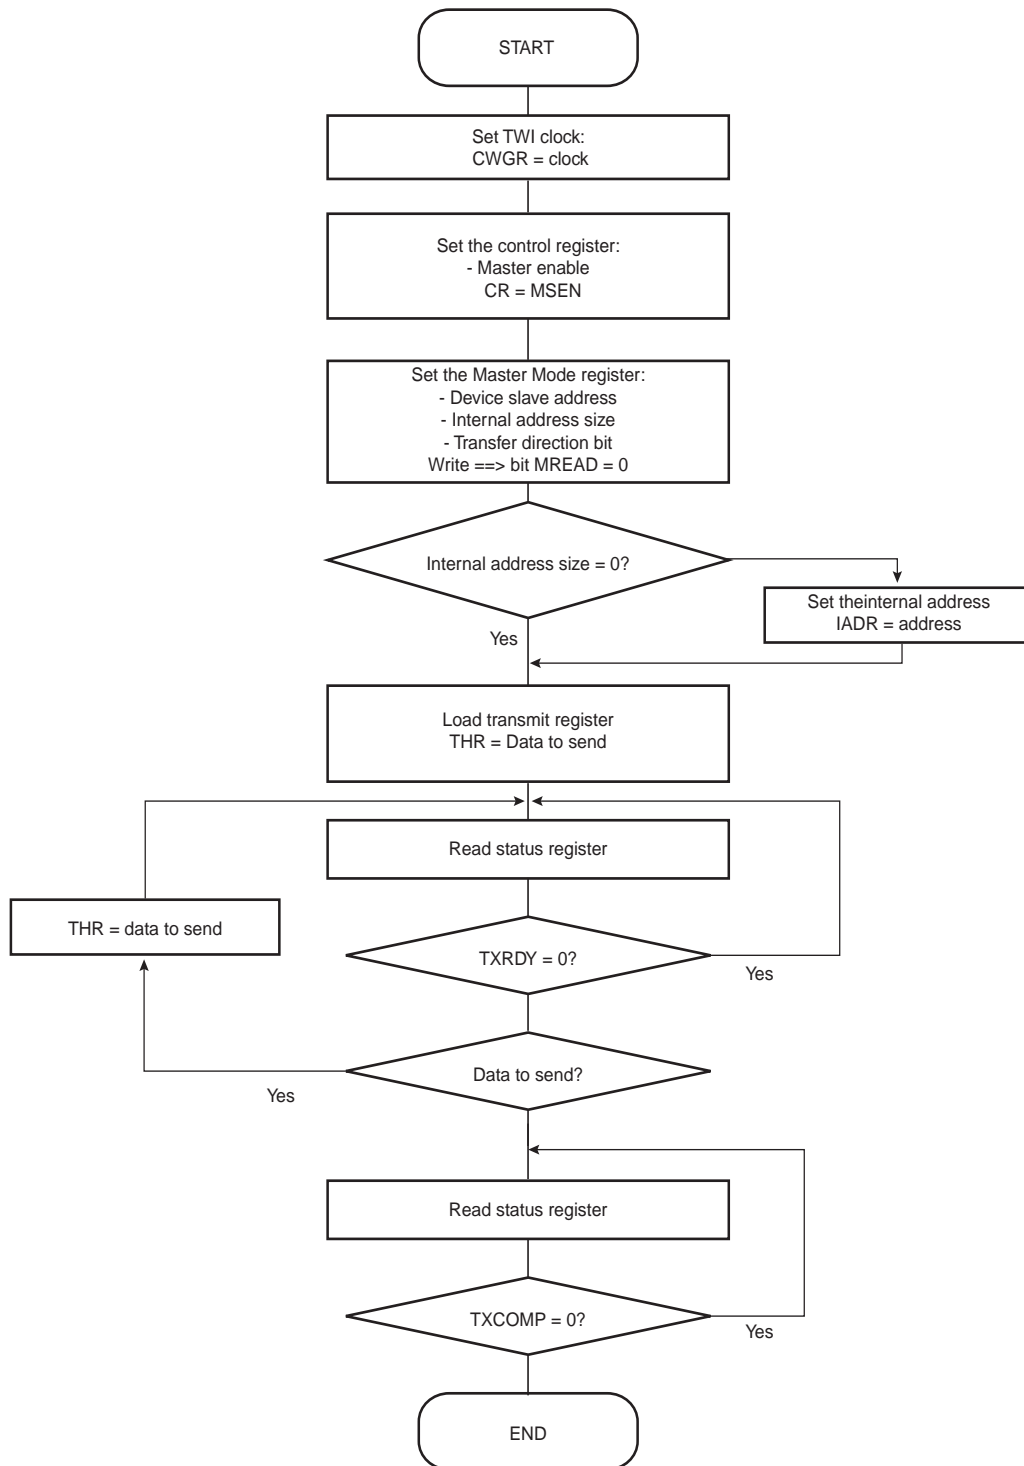 START
Set TWI clock:
CWGR = clock
Set the control register:
- Master enable
CR = MSEN
Set the Master Mode register:
- Device slave address
- Internal address size
- Transfer direction bit
Write ==> bit MREAD = 0
Internal address size = 0?
Set theinternal address
IADR = address
Yes
Load transmit register
THR = Data to send
Read status register
THR = data to send
TXRDY = 0?
Yes
Data to send?
Yes
Read status register
TXCOMP = 0?
Yes
END